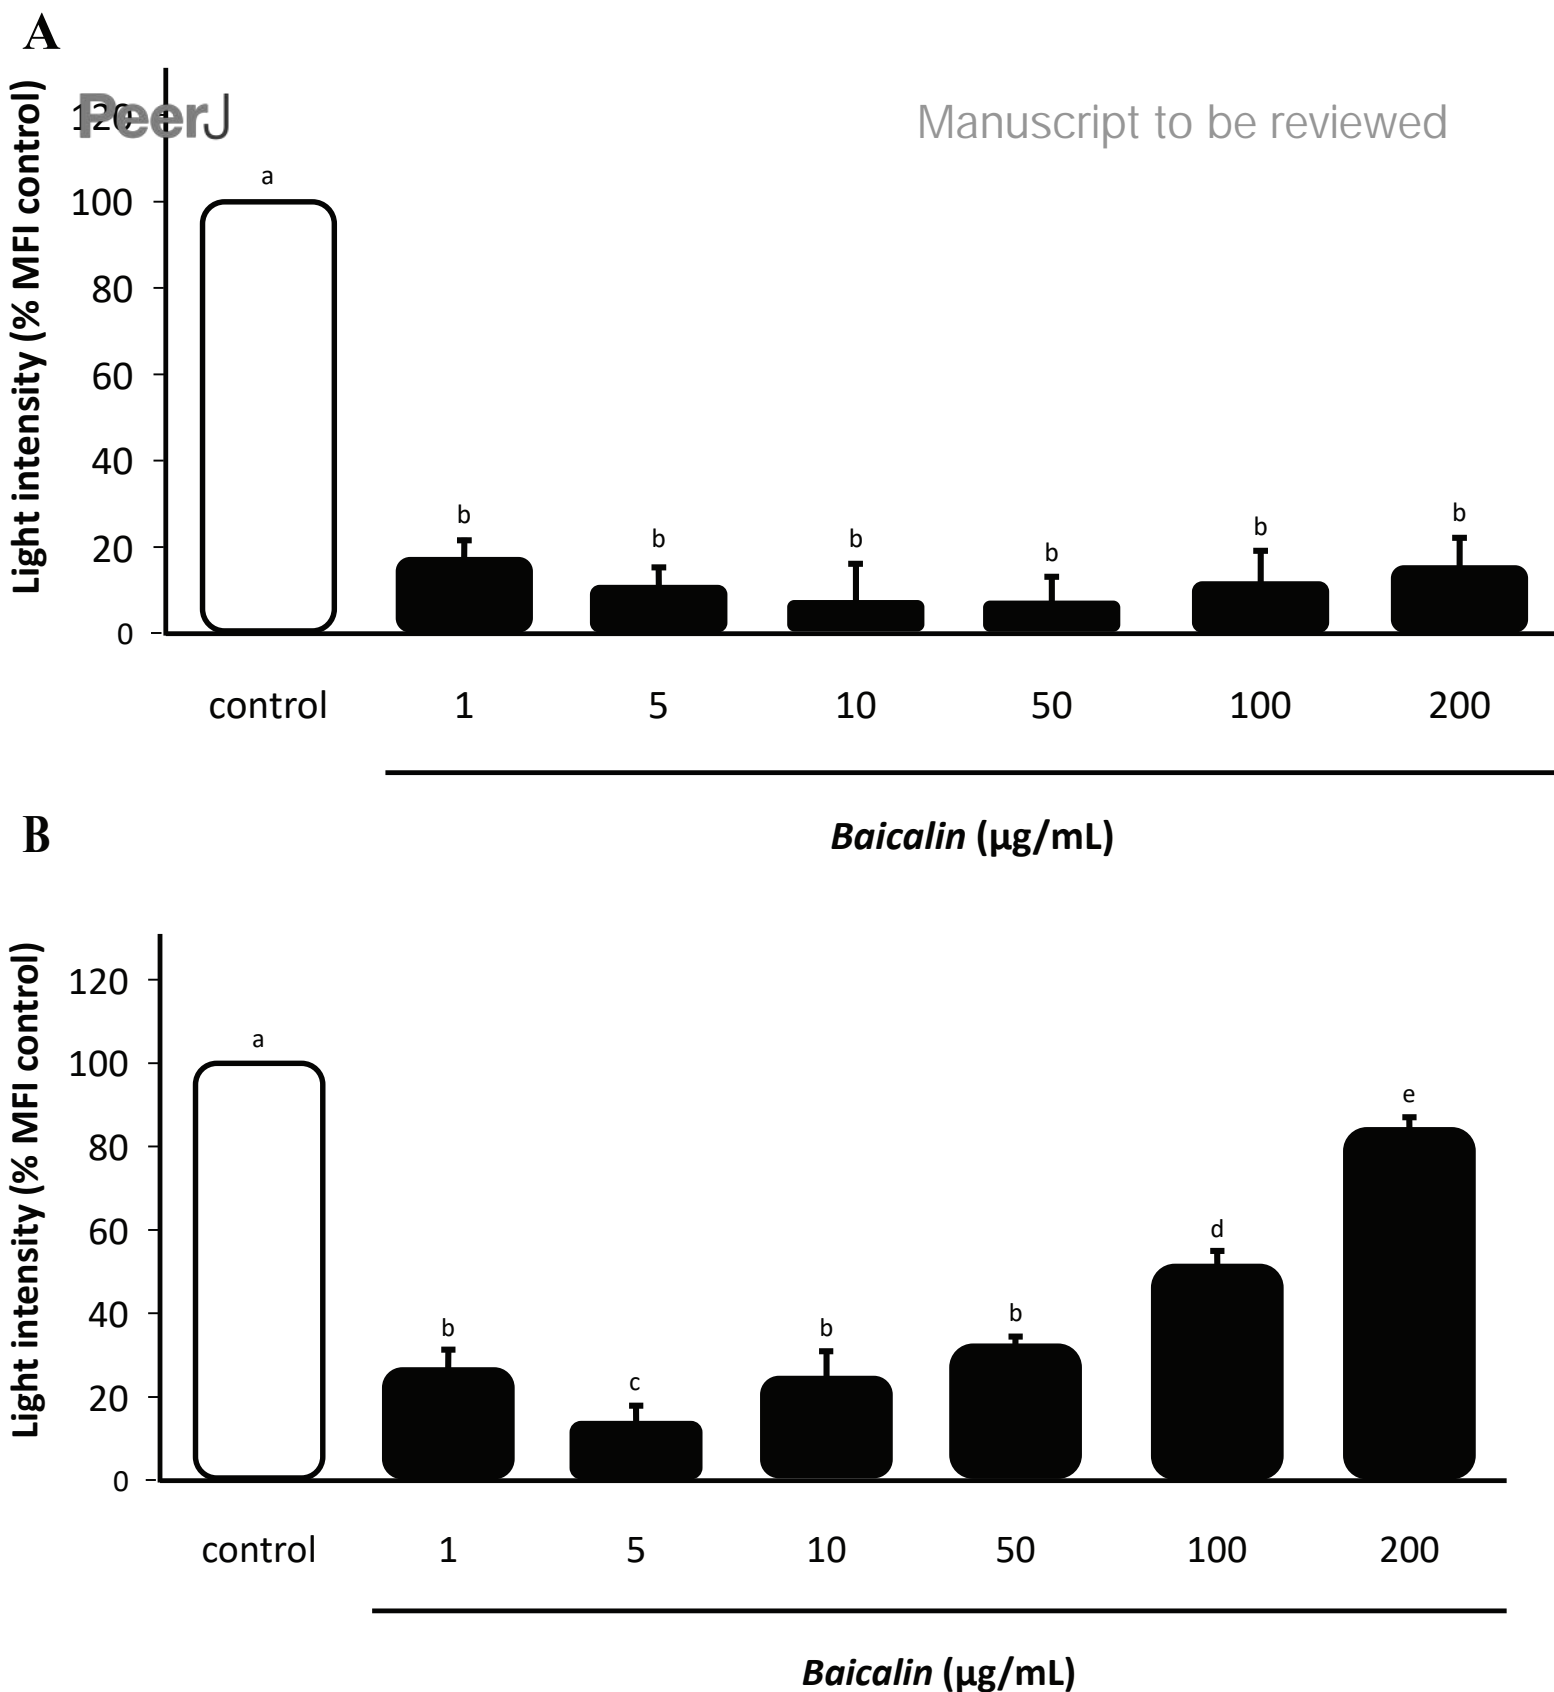 A
PeerJ
Manuscript to be reviewed
Light intensity (% MFI control)
120
100
80
60
40
20
0
a
b
b
b
b
b
b
control 1 5 10 50 100 200
Baicalin (µg/mL)
B
Light intensity (% MFI control)
120
100
80
60
40
20
0
a
b
c
b
b
d
e
control 1 5 10 50 100 200
Baicalin (µg/mL)